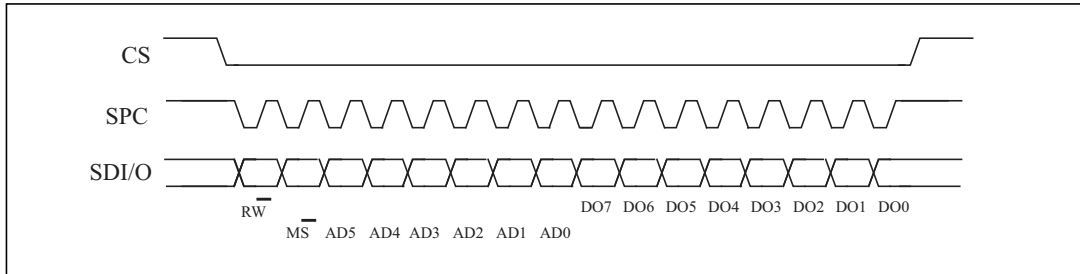 CS
SPC
SDI/O
RW DO7 DO6 DO5 DO4 DO3 DO2 DO1 DO0
MS AD5 AD4 AD3 AD2 AD1 AD0